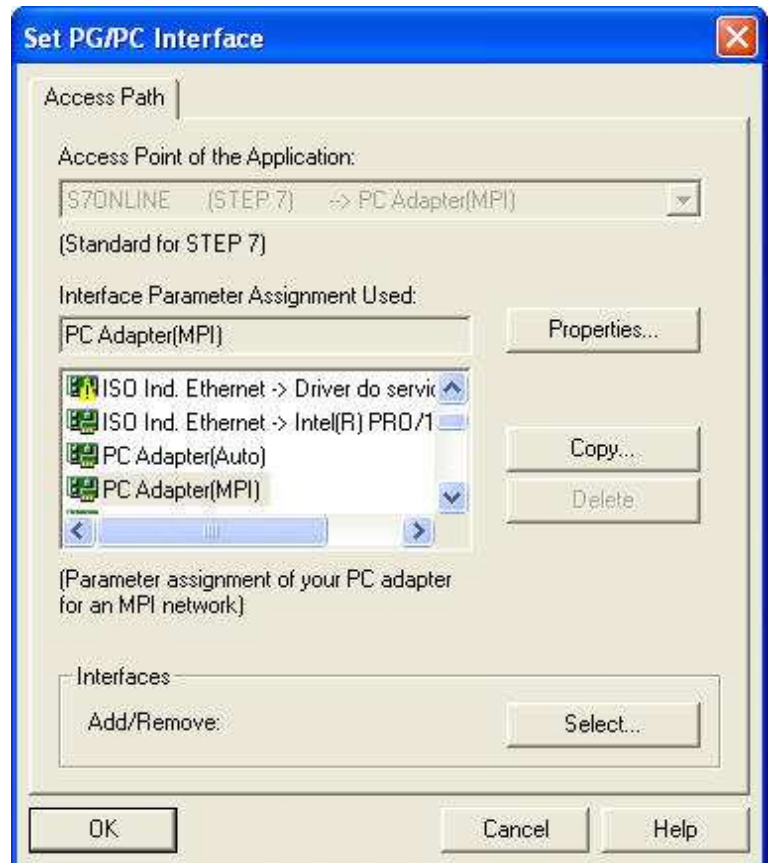 Set PG/PC Interface
Access Path
Access Point of the Application:
S7ONLINE (STEP 7) --> PC Adapter(MPI)
(Standard for STEP 7)
Interface Parameter Assignment Used:
PC Adapter(MPI)
Properties...
ISO Ind. Ethernet -> Driver do servic
ISO Ind. Ethernet -> Intel(R) PRO/1
PC Adapter(Auto)
PC Adapter(MPI)
Copy...
Delete
(Parameter assignment of your PC adapter
for an MPI network)
Interfaces
Add/Remove:
Select...
OK
Cancel
Help